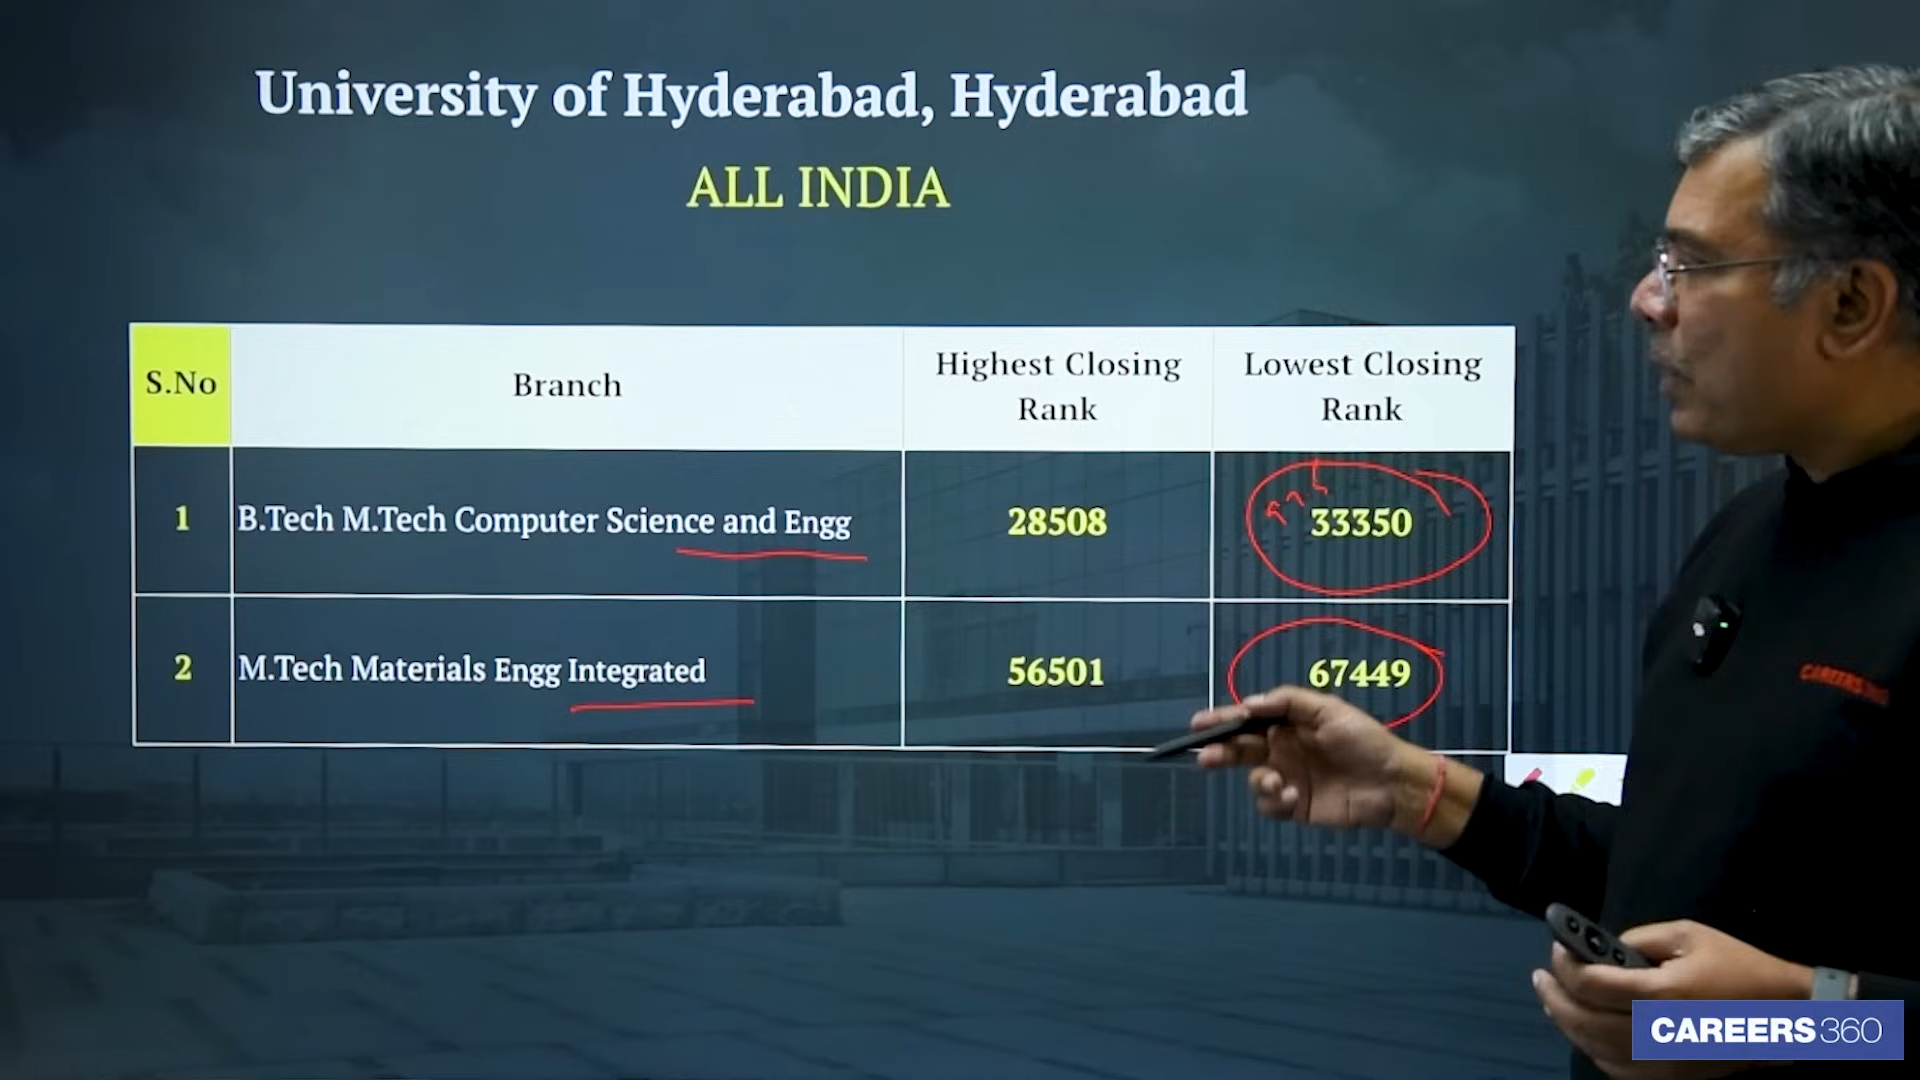 University of Hyderabad, Hyderabad
ALL INDIA
S.No
Branch
Highest Closing
Rank
Lowest Closing
Rank
1
B.Tech M.Tech Computer Science and Engg
28508
33350
2
M.Tech Materials Engg Integrated
56501
67449
CAREERS360
CAREERS360